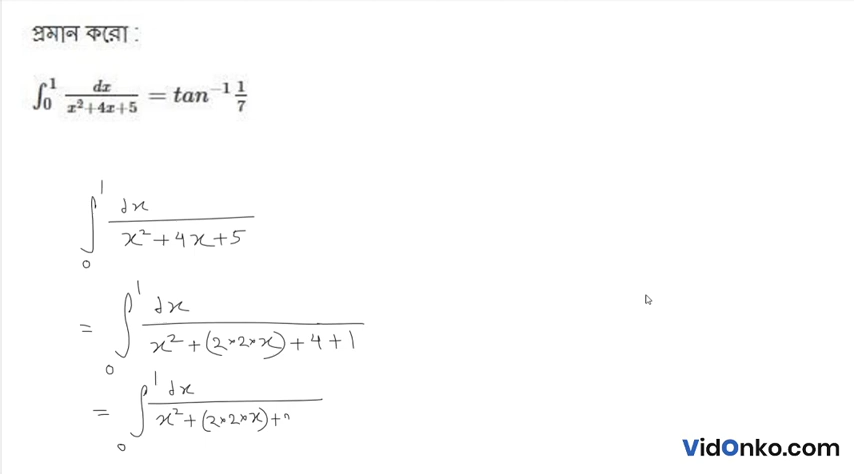 প্রমান করো :
∫₀¹ dx/(x²+4x+5) = tan⁻¹ 1/7
∫₀¹ dx/(x²+4x+5)
= ∫₀¹ dx/(x²+(2×2×x)+4+1)
= ∫₀¹ dx/(x²+(2×2×x)+
VidOnko.com